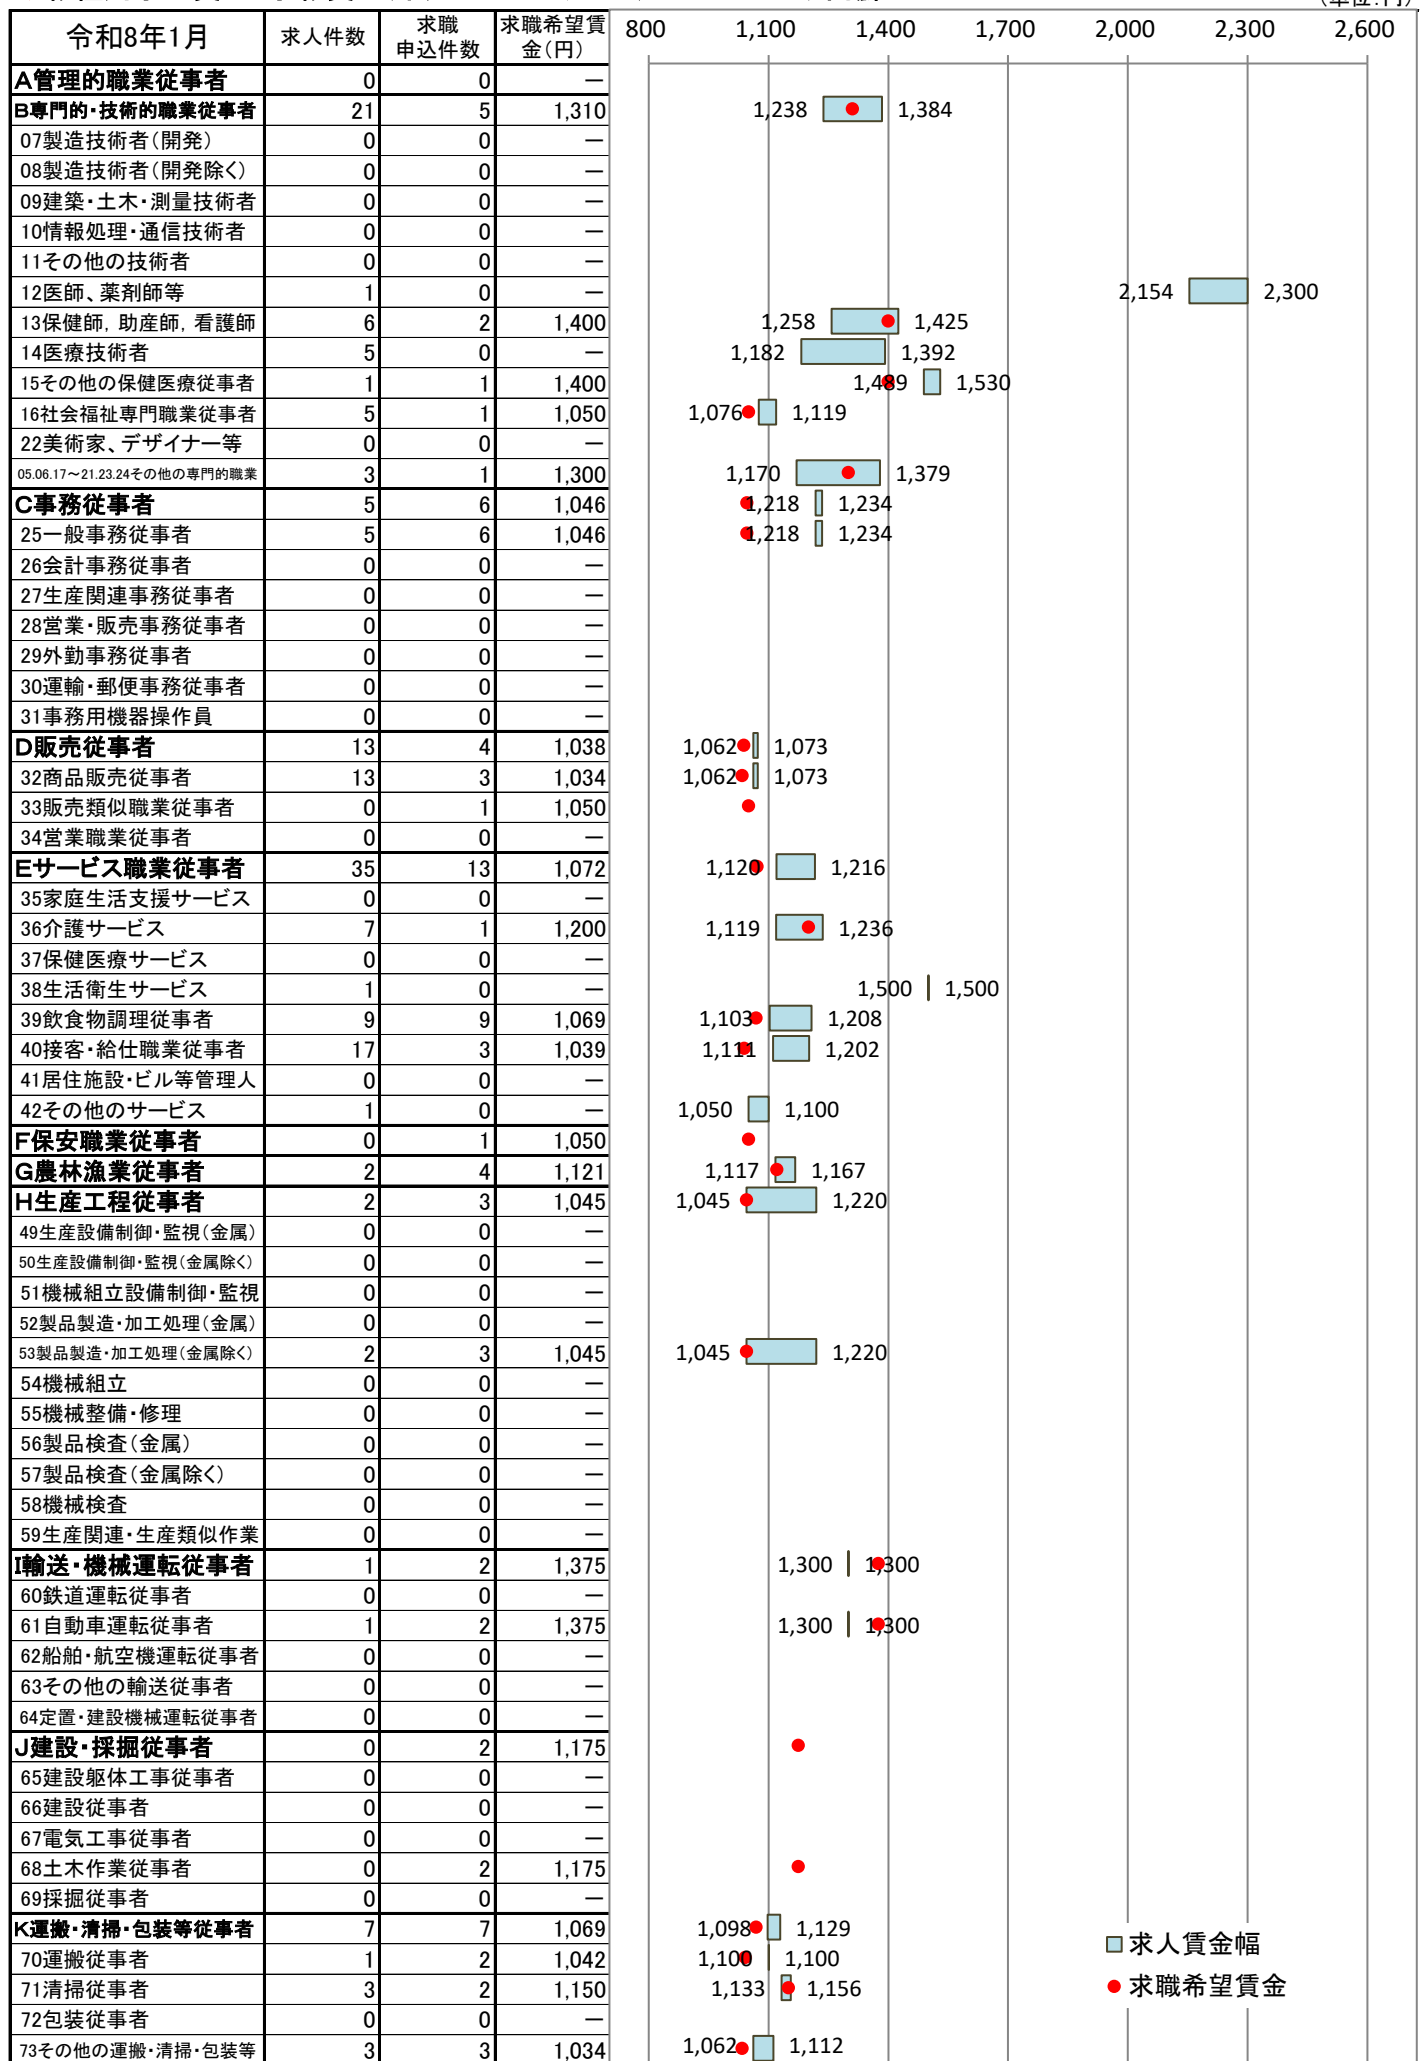 (単位:円)
令和8年1月 求人件数 求職申込件数 求職希望賃金(円) 800 1,100 1,400 1,700 2,000 2,300 2,600
A管理的職業従事者 0 0 ―
B専門的・技術的職業従事者 21 5 1,310 1,238 1,384
07製造技術者(開発) 0 0 ―
08製造技術者(開発除く) 0 0 ―
09建築・土木・測量技術者 0 0 ―
10情報処理・通信技術者 0 0 ―
11その他の技術者 0 0 ―
12医師、薬剤師等 1 0 ― 2,154 2,300
13保健師,助産師,看護師 6 2 1,400 1,258 1,425
14医療技術者 5 0 ― 1,182 1,392
15その他の保健医療従事者 1 1 1,400 1,489 1,530
16社会福祉専門職業従事者 5 1 1,050 1,076 1,119
22美術家、デザイナー等 0 0 ―
05.06.17～21.23.24その他の専門的職業 3 1 1,300 1,170 1,379
C事務従事者 5 6 1,046 1,218 1,234
25一般事務従事者 5 6 1,046 1,218 1,234
26会計事務従事者 0 0 ―
27生産関連事務従事者 0 0 ―
28営業・販売事務従事者 0 0 ―
29外勤事務従事者 0 0 ―
30運輸・郵便事務従事者 0 0 ―
31事務用機器操作員 0 0 ―
D販売従事者 13 4 1,038 1,062 1,073
32商品販売従事者 13 3 1,034 1,062 1,073
33販売類似職業従事者 0 1 1,050
34営業職業従事者 0 0 ―
Eサービス職業従事者 35 13 1,072 1,120 1,216
35家庭生活支援サービス 0 0 ―
36介護サービス 7 1 1,200 1,119 1,236
37保健医療サービス 0 0 ―
38生活衛生サービス 1 0 ― 1,500 1,500
39飲食物調理従事者 9 9 1,069 1,103 1,208
40接客・給仕職業従事者 17 3 1,039 1,111 1,202
41居住施設・ビル等管理人 0 0 ―
42その他のサービス 1 0 ― 1,050 1,100
F保安職業従事者 0 1 1,050
G農林漁業従事者 2 4 1,121 1,117 1,167
H生産工程従事者 2 3 1,045 1,045 1,220
49生産設備制御・監視(金属) 0 0 ―
50生産設備制御・監視(金属除く) 0 0 ―
51機械組立設備制御・監視 0 0 ―
52製品製造・加工処理(金属) 0 0 ―
53製品製造・加工処理(金属除く) 2 3 1,045 1,045 1,220
54機械組立 0 0 ―
55機械整備・修理 0 0 ―
56製品検査(金属) 0 0 ―
57製品検査(金属除く) 0 0 ―
58機械検査 0 0 ―
59生産関連・生産類似作業 0 0 ―
I輸送・機械運転従事者 1 2 1,375 1,300 1,300
60鉄道運転従事者 0 0 ―
61自動車運転従事者 1 2 1,375 1,300 1,300
62船舶・航空機運転従事者 0 0 ―
63その他の輸送従事者 0 0 ―
64定置・建設機械運転従事者 0 0 ―
J建設・採掘従事者 0 2 1,175
65建設躯体工事従事者 0 0 ―
66建設従事者 0 0 ―
67電気工事従事者 0 0 ―
68土木作業従事者 0 2 1,175
69採掘従事者 0 0 ―
K運搬・清掃・包装等従事者 7 7 1,069 1,098 1,129
70運搬従事者 1 2 1,042 1,100 1,100
71清掃従事者 3 2 1,150 1,133 1,156
72包装従事者 0 0 ―
73その他の運搬・清掃・包装等 3 3 1,034 1,062 1,112
求人賃金幅
求職希望賃金